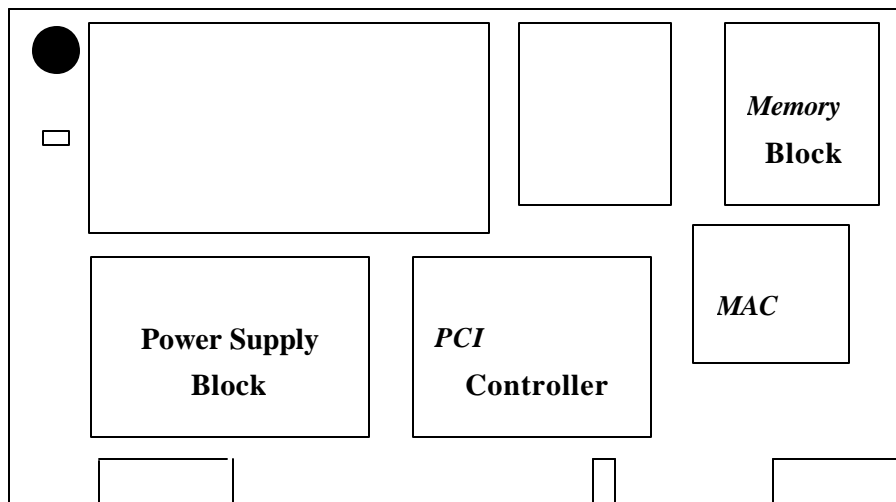 Memory
Block
MAC
Power Supply
Block
PCI
Controller